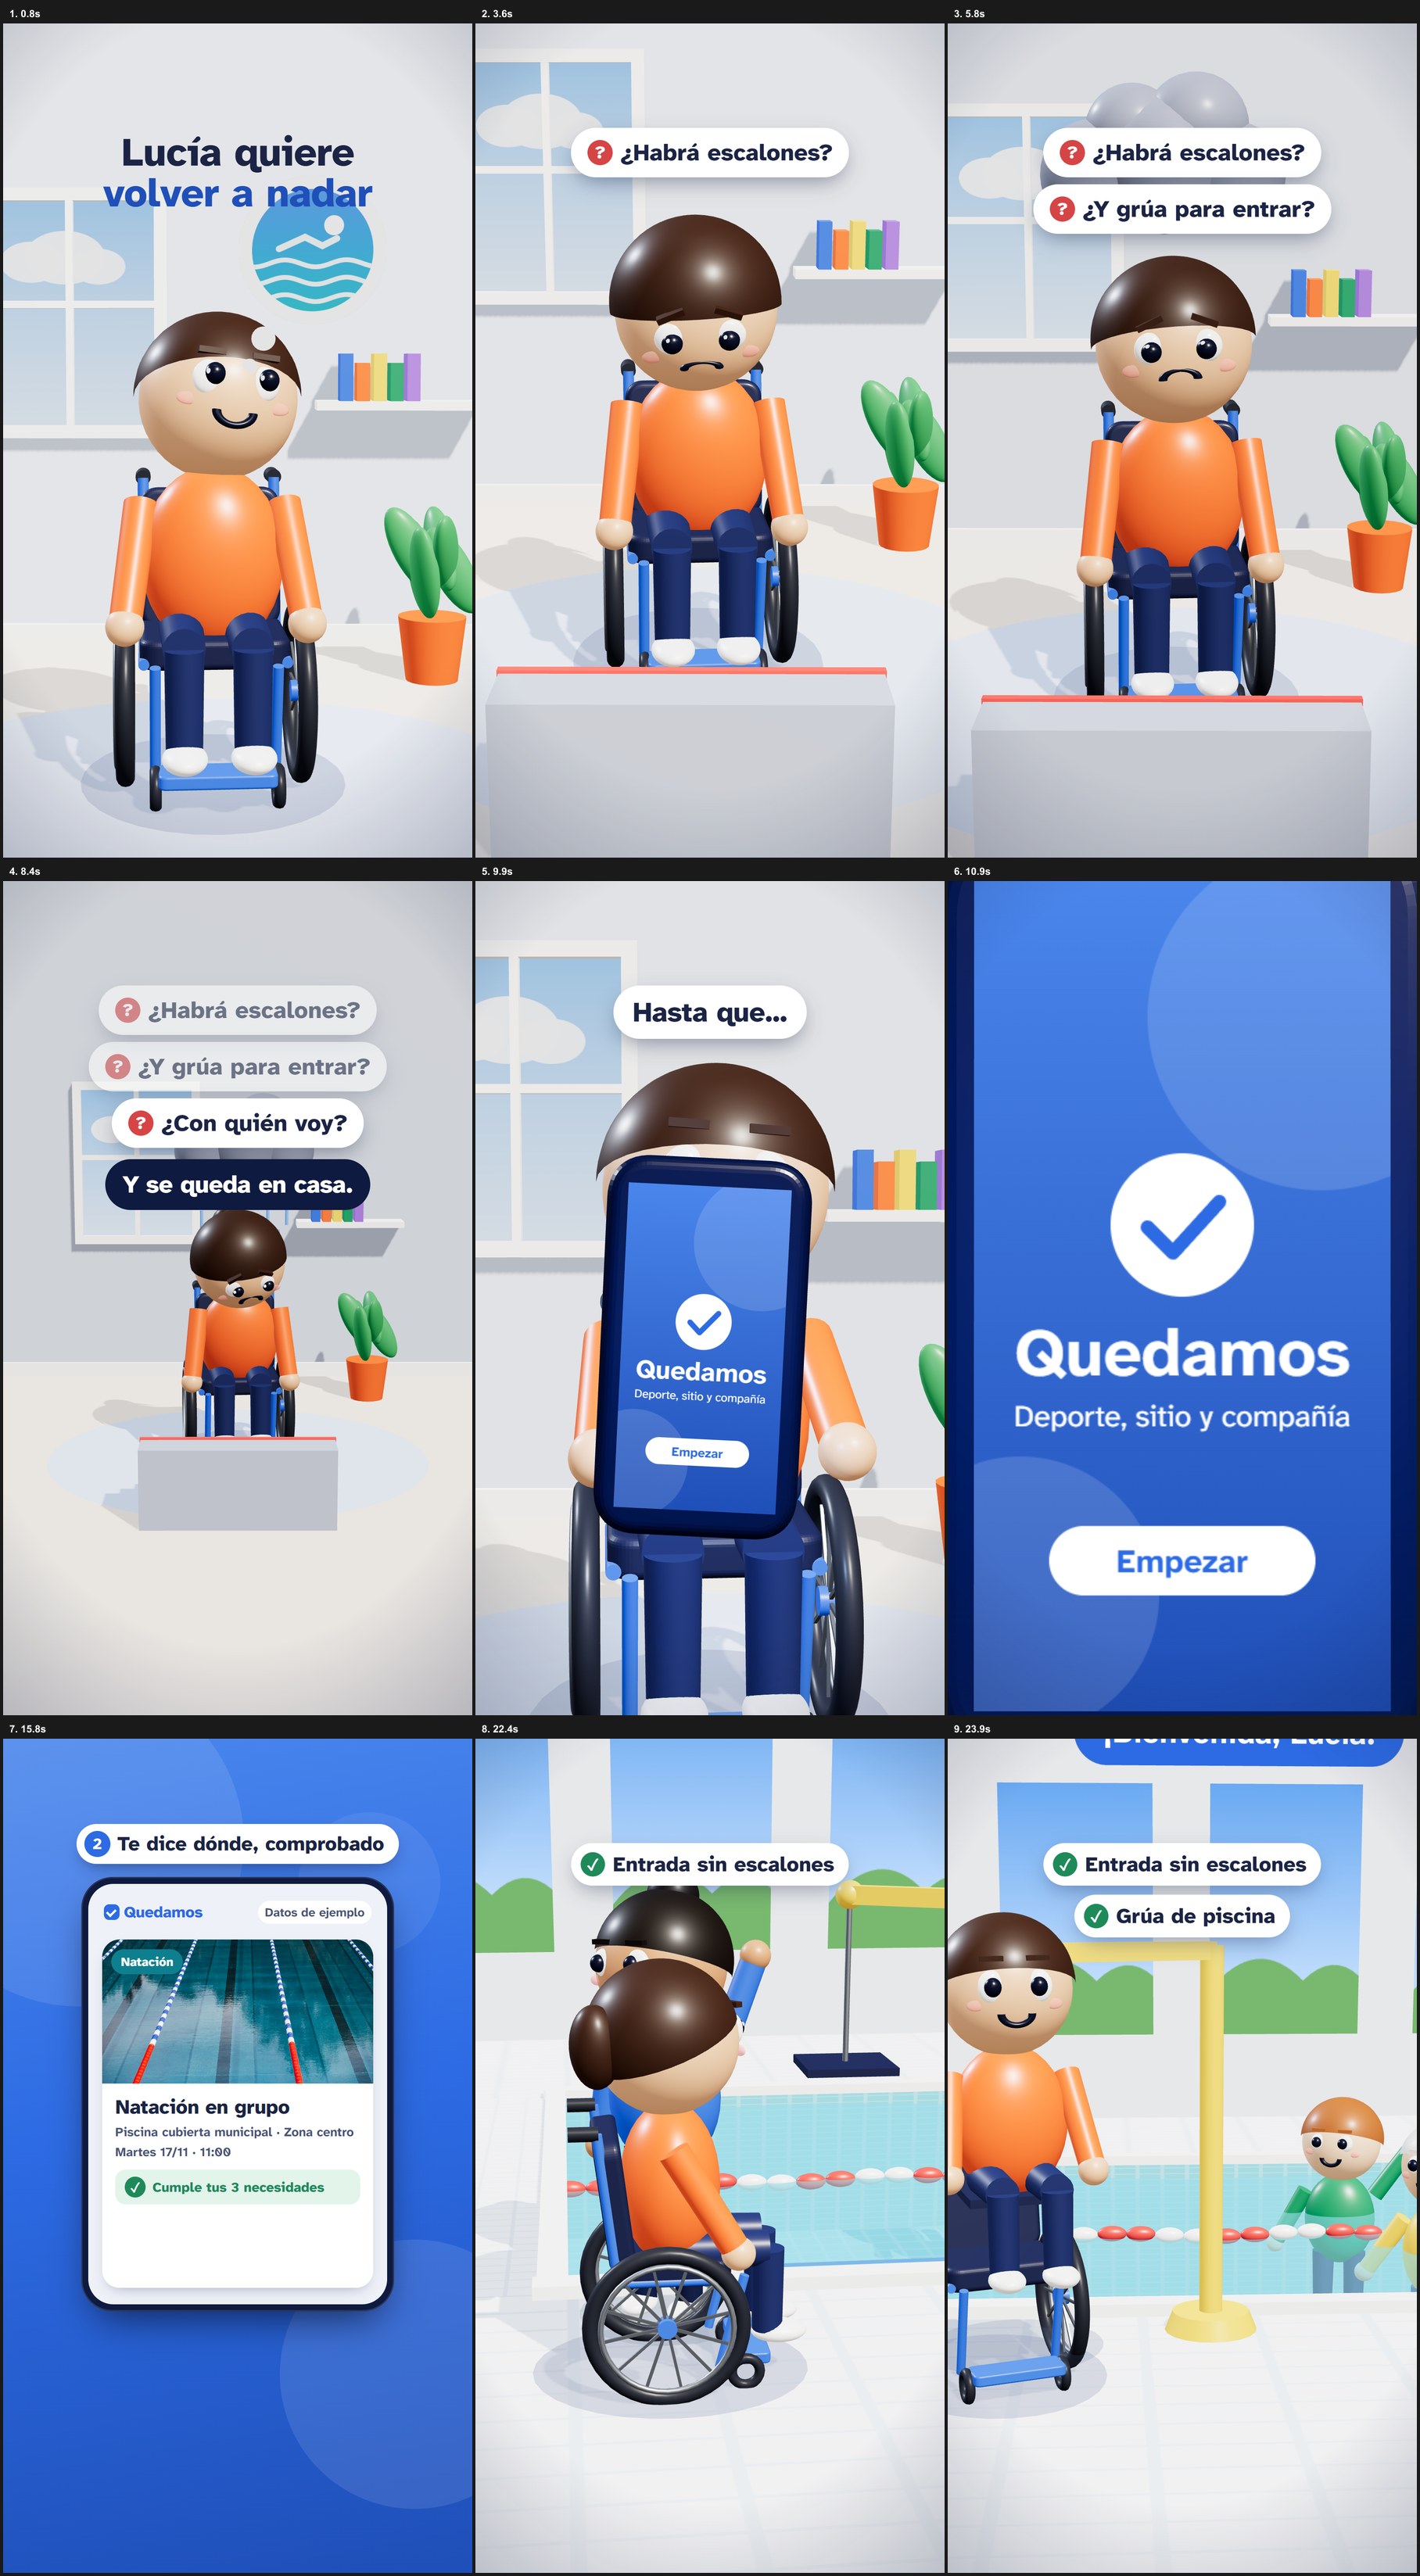 1. 0.8s
Lucía quiere
volver a nadar
2. 3.6s
¿Habrá escalones?
3. 5.8s
¿Habrá escalones?
¿Y grúa para entrar?
4. 8.4s
¿Habrá escalones?
¿Y grúa para entrar?
¿Con quién voy?
Y se queda en casa.
5. 9.9s
Hasta que...
Quedamos
Deporte, sitio y compañía
Empezar
6. 10.9s
Quedamos
Deporte, sitio y compañía
Empezar
7. 15.8s
2 Te dice dónde, comprobado
Quedamos
Datos de ejemplo
Natación
Natación en grupo
Piscina cubierta municipal · Zona centro
Martes 17/11 · 11:00
Cumple tus 3 necesidades
8. 22.4s
Entrada sin escalones
9. 23.9s
¡Bienvenida, Lucía!
Entrada sin escalones
Grúa de piscina